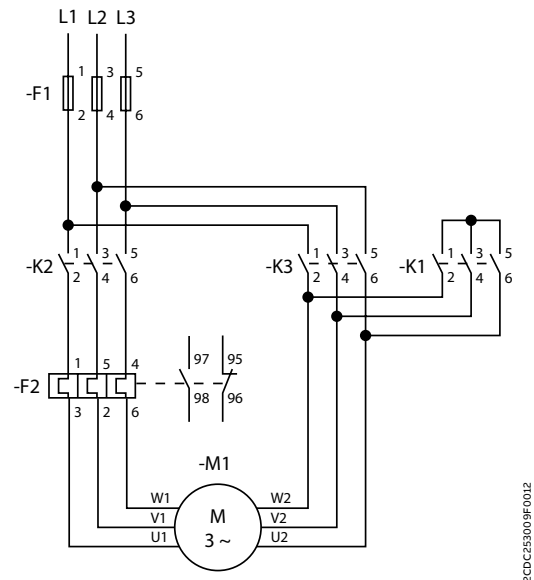 L1 L2 L3
-F1
1 3 5
2 4 6
-K2
1 3 5
2 4 6
-K3
1 3 5
2 4 6
-K1
1 3 5
2 4 6
-F2
1 5 4
3 2 6
97 95
98 96
-M1
W1 W2
V1 V2
U1 U2
M
3 ~
2CDC253009F0012